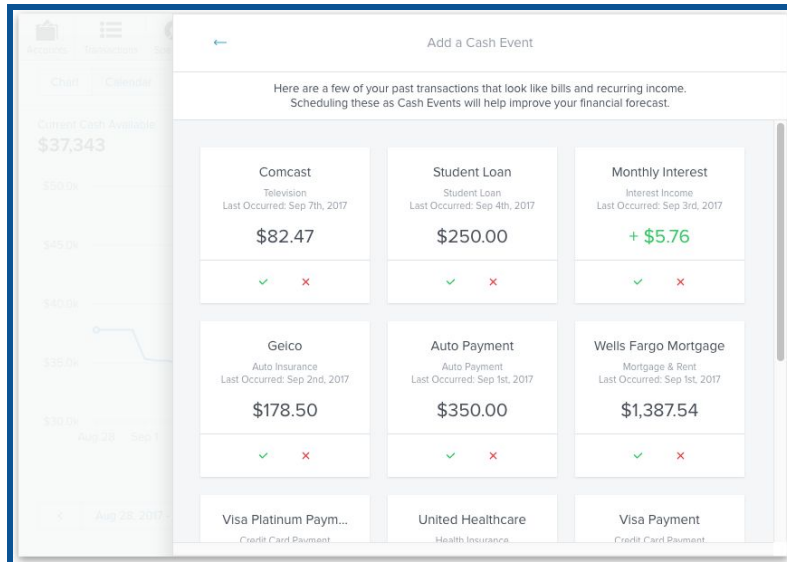 Add a Cash Event
Here are a few of your past transactions that look like bills and recurring income.
Scheduling these as Cash Events will help improve your financial forecast.
Chart Calendar
Current Cash Available
$37,343
$50.0k
$45.0k
$40.0k
Aug 28 Sep 1
Aug 28, 2017
Comcast
Television
Last Occurred: Sep 7th, 2017
$82.47
Student Loan
Student Loan
Last Occurred: Sep 4th, 2017
$250.00
Monthly Interest
Interest Income
Last Occurred: Sep 3rd, 2017
+ $5.76
Geico
Auto Insurance
Last Occurred: Sep 2nd, 2017
$178.50
Auto Payment
Auto Payment
Last Occurred: Sep 1st, 2017
$350.00
Wells Fargo Mortgage
Mortgage & Rent
Last Occurred: Sep 1st, 2017
$1,387.54
Visa Platinum Paym...
Credit Card Payment
United Healthcare
Health Insurance
Visa Payment
Credit Card Payment